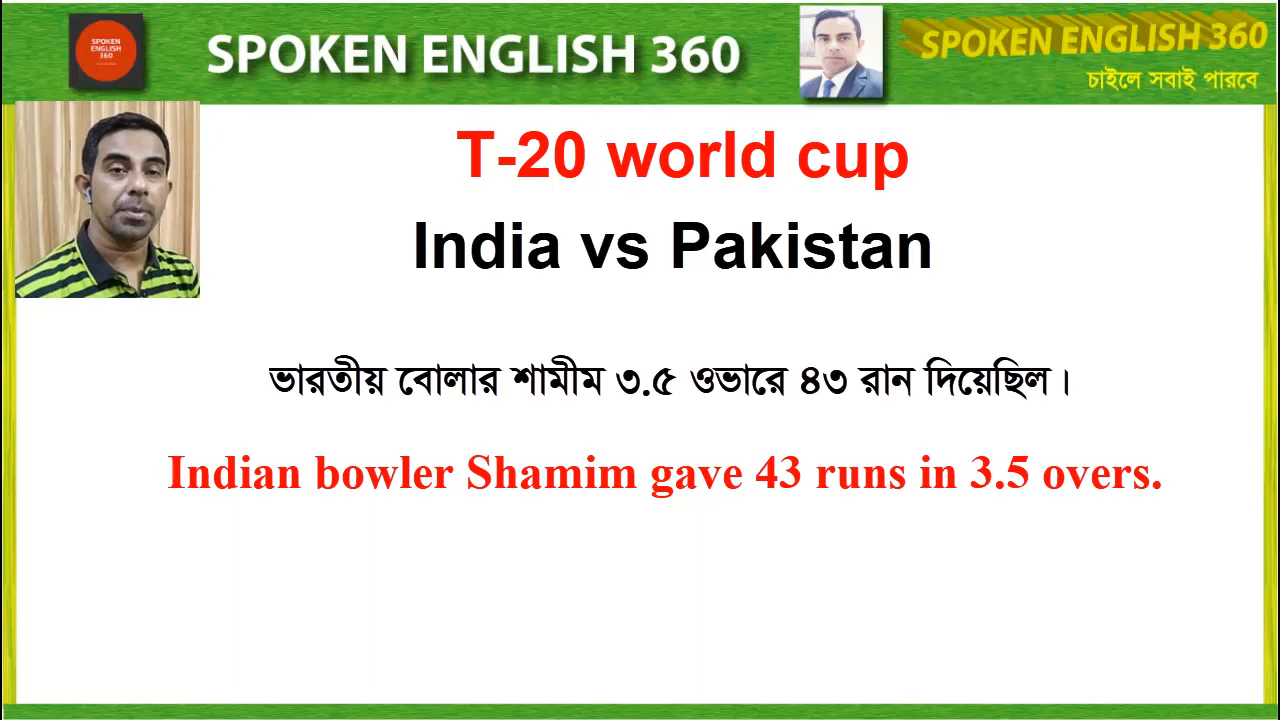 SPOKEN
ENGLISH
360
SPOKEN ENGLISH 360
SPOKEN ENGLISH 360
চাইলে সবাই পারবে
T-20 world cup
India vs Pakistan
ভারতীয় বোলার শামীম ৩.৫ ওভারে ৪৩ রান দিয়েছিল।
Indian bowler Shamim gave 43 runs in 3.5 overs.